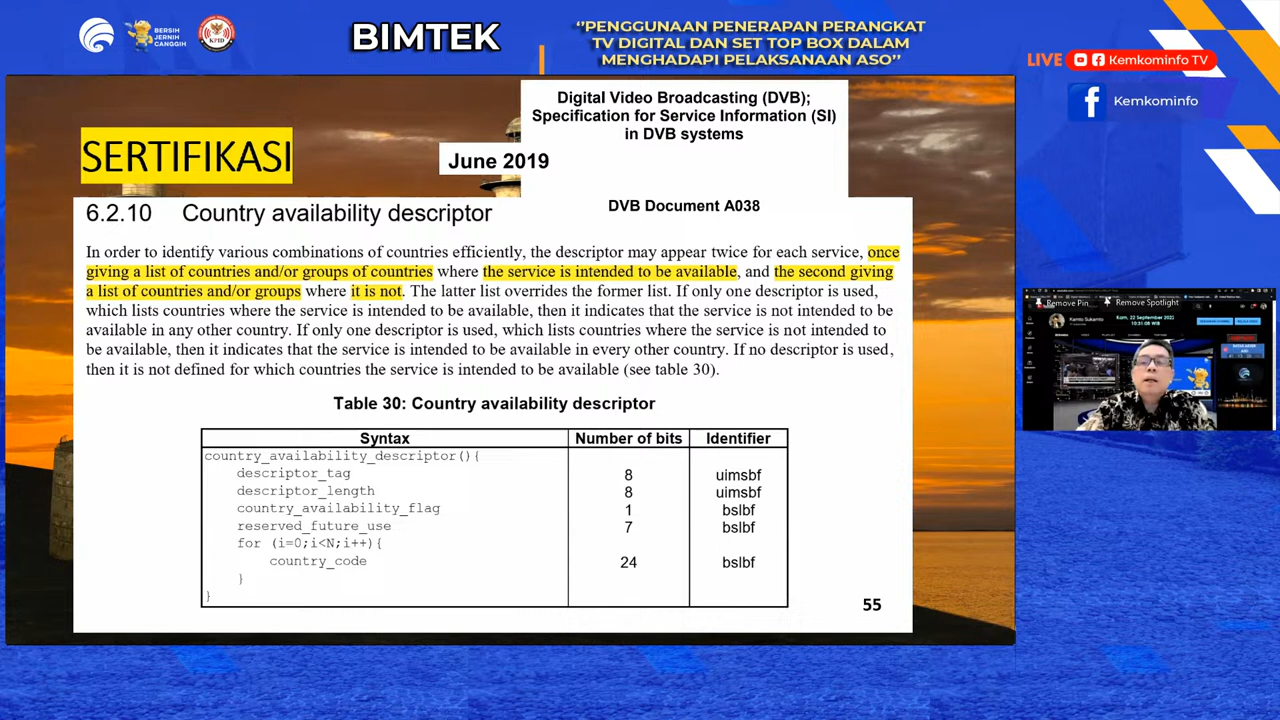 BERSIH
JERNIH
CANGGIH
KPID
BIMTEK
“PENGGUNAAN PENERAPAN PERANGKAT
TV DIGITAL DAN SET TOP BOX DALAM
MENGHADAPI PELAKSANAAN ASO”
LIVE
Kemkominfo TV
Kemkominfo
Digital Video Broadcasting (DVB);
Specification for Service Information (SI)
in DVB systems
SERTIFIKASI
June 2019
DVB Document A038
6.2.10 Country availability descriptor
In order to identify various combinations of countries efficiently, the descriptor may appear twice for each service, once
giving a list of countries and/or groups of countries where the service is intended to be available, and the second giving
a list of countries and/or groups where it is not. The latter list overrides the former list. If only one descriptor is used,
which lists countries where the service is intended to be available, then it indicates that the service is not intended to be
available in any other country. If only one descriptor is used, which lists countries where the service is not intended to
be available, then it indicates that the service is intended to be available in every other country. If no descriptor is used,
then it is not defined for which countries the service is intended to be available (see table 30).
Table 30: Country availability descriptor
Syntax Number of bits Identifier
country_availability_descriptor(){
descriptor_tag 8 uimsbf
descriptor_length 8 uimsbf
country_availability_flag 1 bslbf
reserved_future_use 7 bslbf
for (i=0;i<N;i++){
country_code 24 bslbf
}
}
55
Remove Pin
Remove Spotlight
Kamto Sukamto
Kam, 22 September 2022